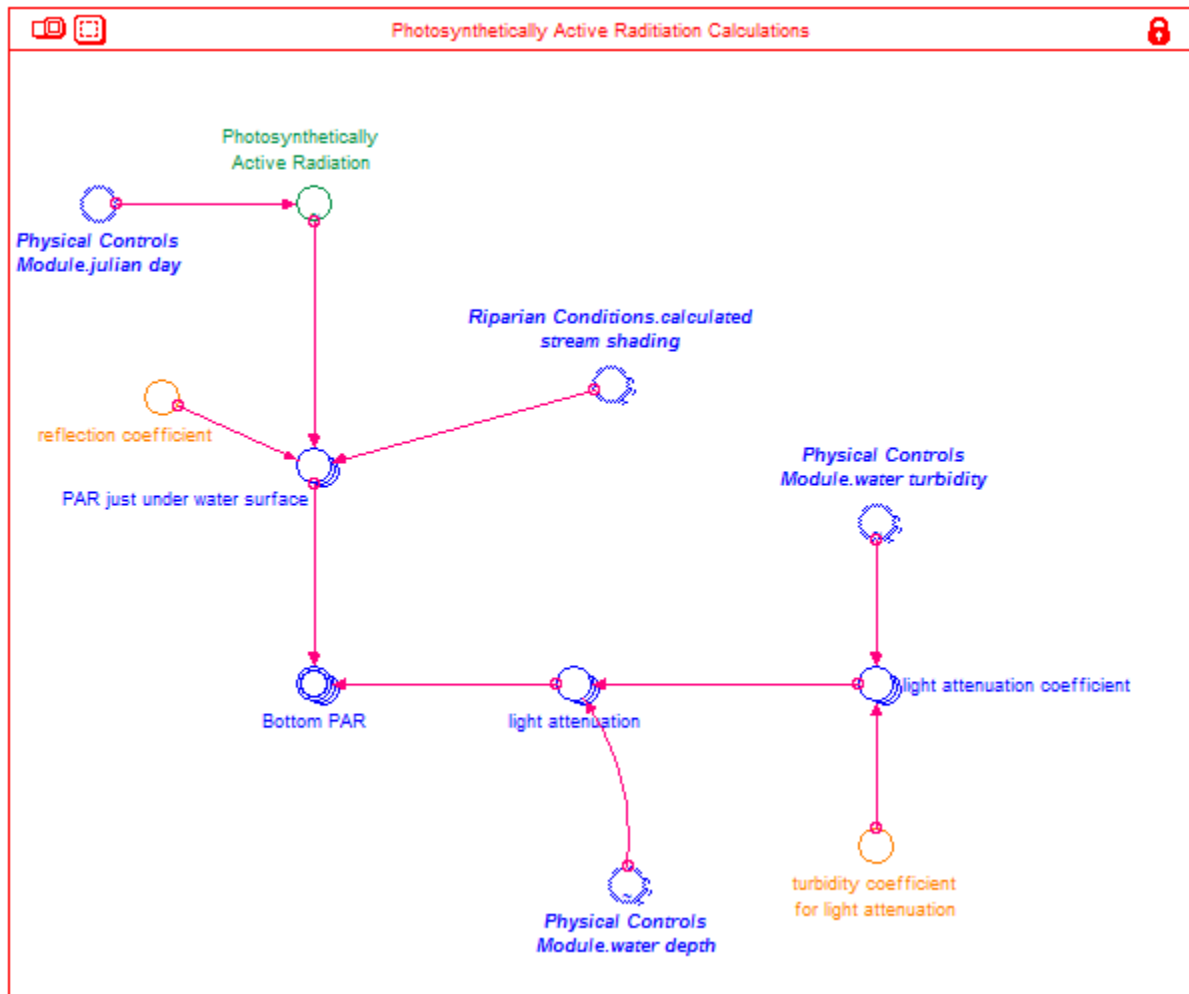 Photosynthetically Active Raditiation Calculations
Photosynthetically
Active Radiation
Physical Controls
Module.julian day
Riparian Conditions.calculated
stream shading
reflection coefficient
Physical Controls
Module.water turbidity
PAR just under water surface
light attenuation coefficient
Bottom PAR
light attenuation
turbidity coefficient
for light attenuation
Physical Controls
Module.water depth